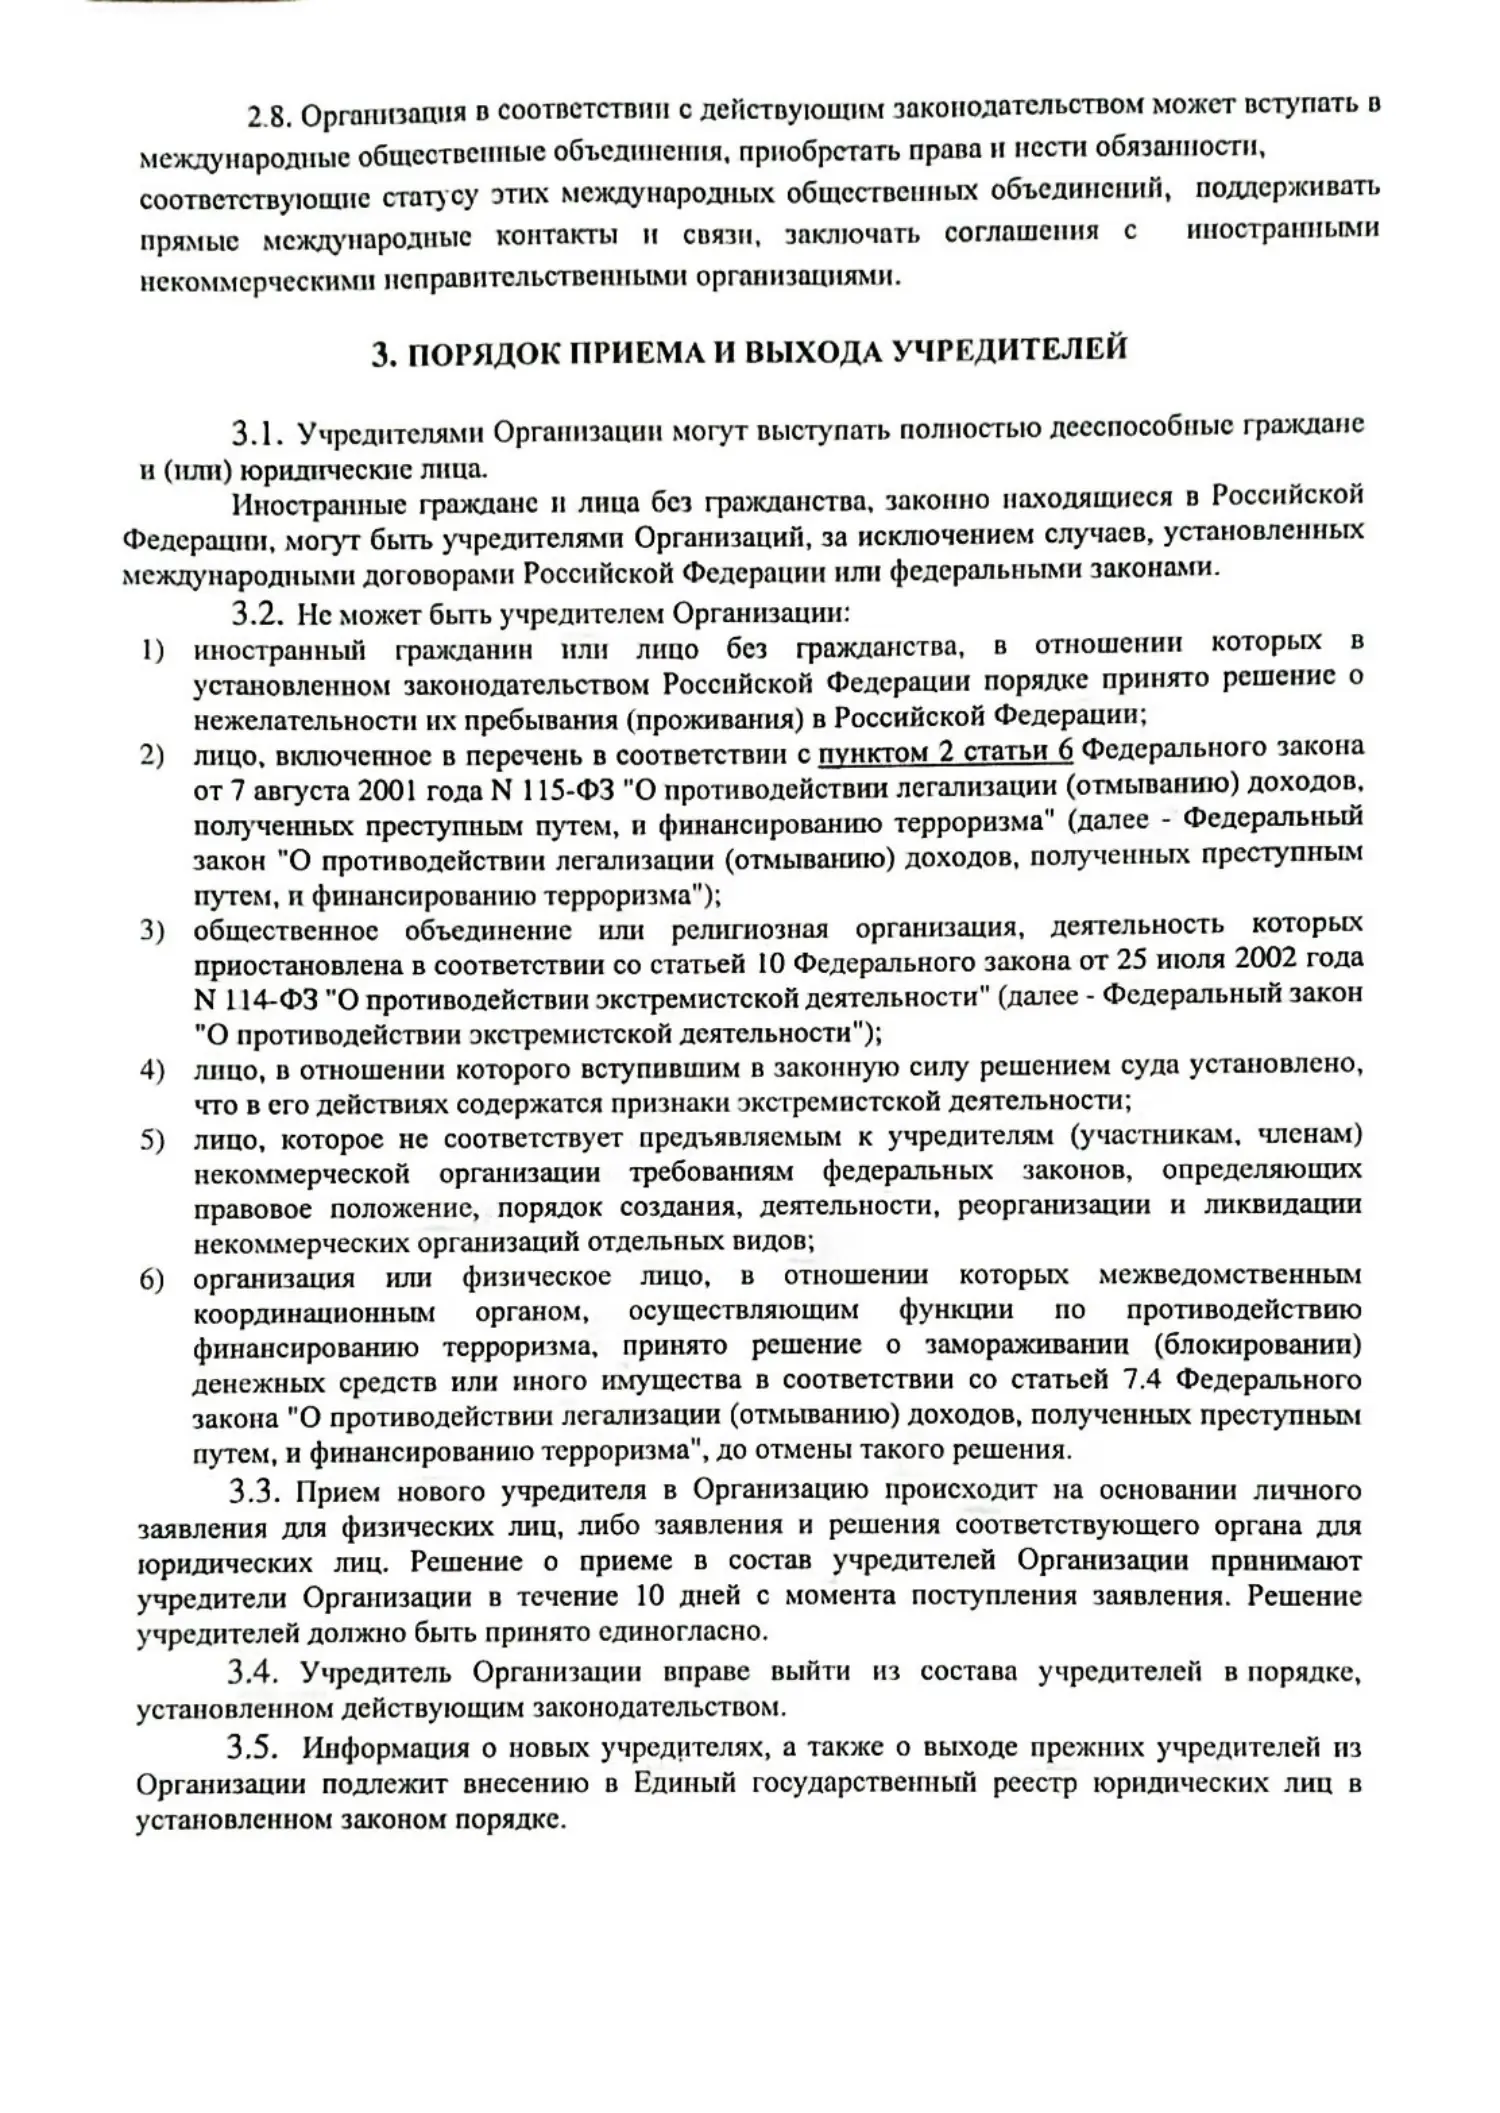 2.8. Организация в соответствии с действующим законодательством может вступать в
международные общественные объединения, приобретать права и нести обязанности,
соответствующие статусу этих международных общественных объединений, поддерживать
прямые международные контакты и связи, заключать соглашения с иностранными
некоммерческими неправительственными организациями.
3. ПОРЯДОК ПРИЕМА И ВЫХОДА УЧРЕДИТЕЛЕЙ
3.1. Учредителями Организации могут выступать полностью дееспособные граждане
и (или) юридические лица.
Иностранные граждане и лица без гражданства, законно находящиеся в Российской
Федерации, могут быть учредителями Организаций, за исключением случаев, установленных
международными договорами Российской Федерации или федеральными законами.
3.2. Не может быть учредителем Организации:
1) иностранный гражданин или лицо без гражданства, в отношении которых в
установленном законодательством Российской Федерации порядке принято решение о
нежелательности их пребывания (проживания) в Российской Федерации;
2) лицо, включенное в перечень в соответствии с пунктом 2 статьи 6 Федерального закона
от 7 августа 2001 года N 115-ФЗ "О противодействии легализации (отмыванию) доходов,
полученных преступным путем, и финансированию терроризма" (далее - Федеральный
закон "О противодействии легализации (отмыванию) доходов, полученных преступным
путем, и финансированию терроризма");
3) общественное объединение или религиозная организация, деятельность которых
приостановлена в соответствии со статьей 10 Федерального закона от 25 июля 2002 года
N 114-ФЗ "О противодействии экстремистской деятельности" (далее - Федеральный закон
"О противодействии экстремистской деятельности");
4) лицо, в отношении которого вступившим в законную силу решением суда установлено,
что в его действиях содержатся признаки экстремистской деятельности;
5) лицо, которое не соответствует предъявляемым к учредителям (участникам, членам)
некоммерческой организации требованиям федеральных законов, определяющих
правовое положение, порядок создания, деятельности, реорганизации и ликвидации
некоммерческих организаций отдельных видов;
6) организация или физическое лицо, в отношении которых межведомственным
координационным органом, осуществляющим функции по противодействию
финансированию терроризма, принято решение о замораживании (блокировании)
денежных средств или иного имущества в соответствии со статьей 7.4 Федерального
закона "О противодействии легализации (отмыванию) доходов, полученных преступным
путем, и финансированию терроризма", до отмены такого решения.
3.3. Прием нового учредителя в Организацию происходит на основании личного
заявления для физических лиц, либо заявления и решения соответствующего органа для
юридических лиц. Решение о приеме в состав учредителей Организации принимают
учредители Организации в течение 10 дней с момента поступления заявления. Решение
учредителей должно быть принято единогласно.
3.4. Учредитель Организации вправе выйти из состава учредителей в порядке,
установленном действующим законодательством.
3.5. Информация о новых учредителях, а также о выходе прежних учредителей из
Организации подлежит внесению в Единый государственный реестр юридических лиц в
установленном законом порядке.